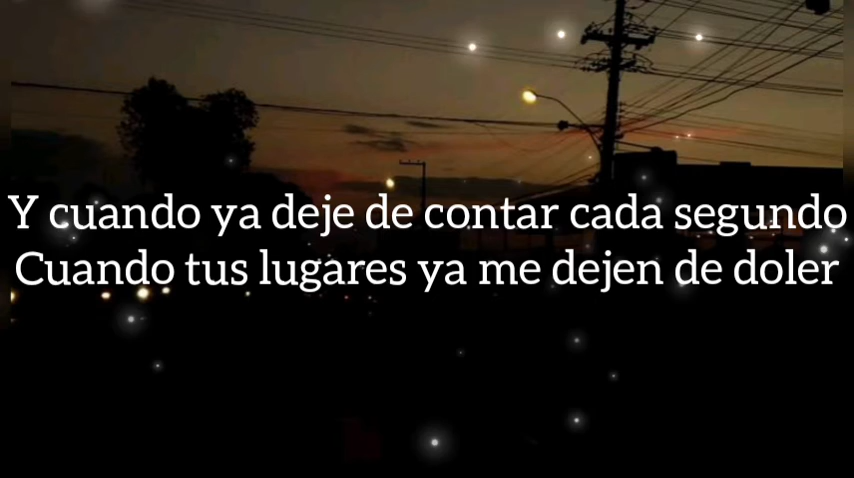 Y cuando ya deje de contar cada segundo
Cuando tus lugares ya me dejen de doler